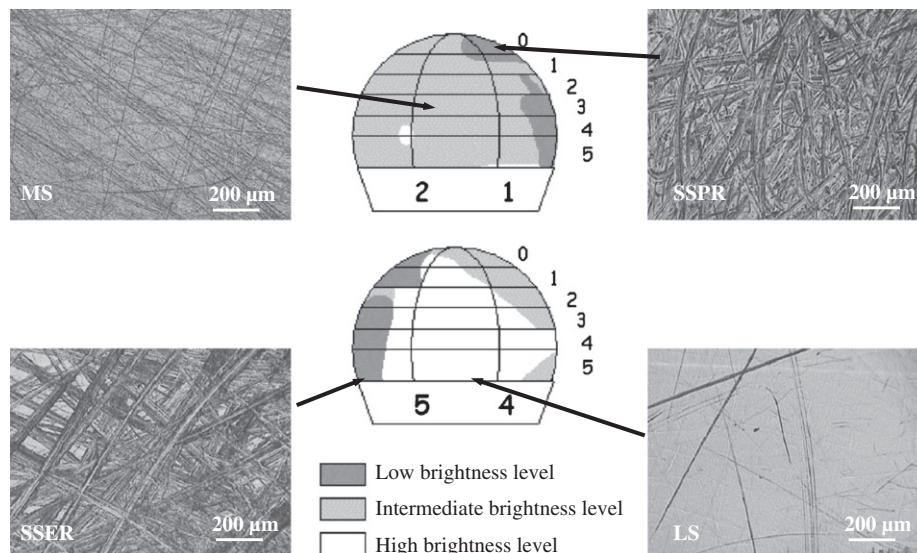 0
1
2
3
4
5
2 1
MS
200 µm
SSPR
200 µm
0
1
2
3
4
5
5 4
SSER
200 µm
LS
200 µm
Low brightness level
Intermediate brightness level
High brightness level